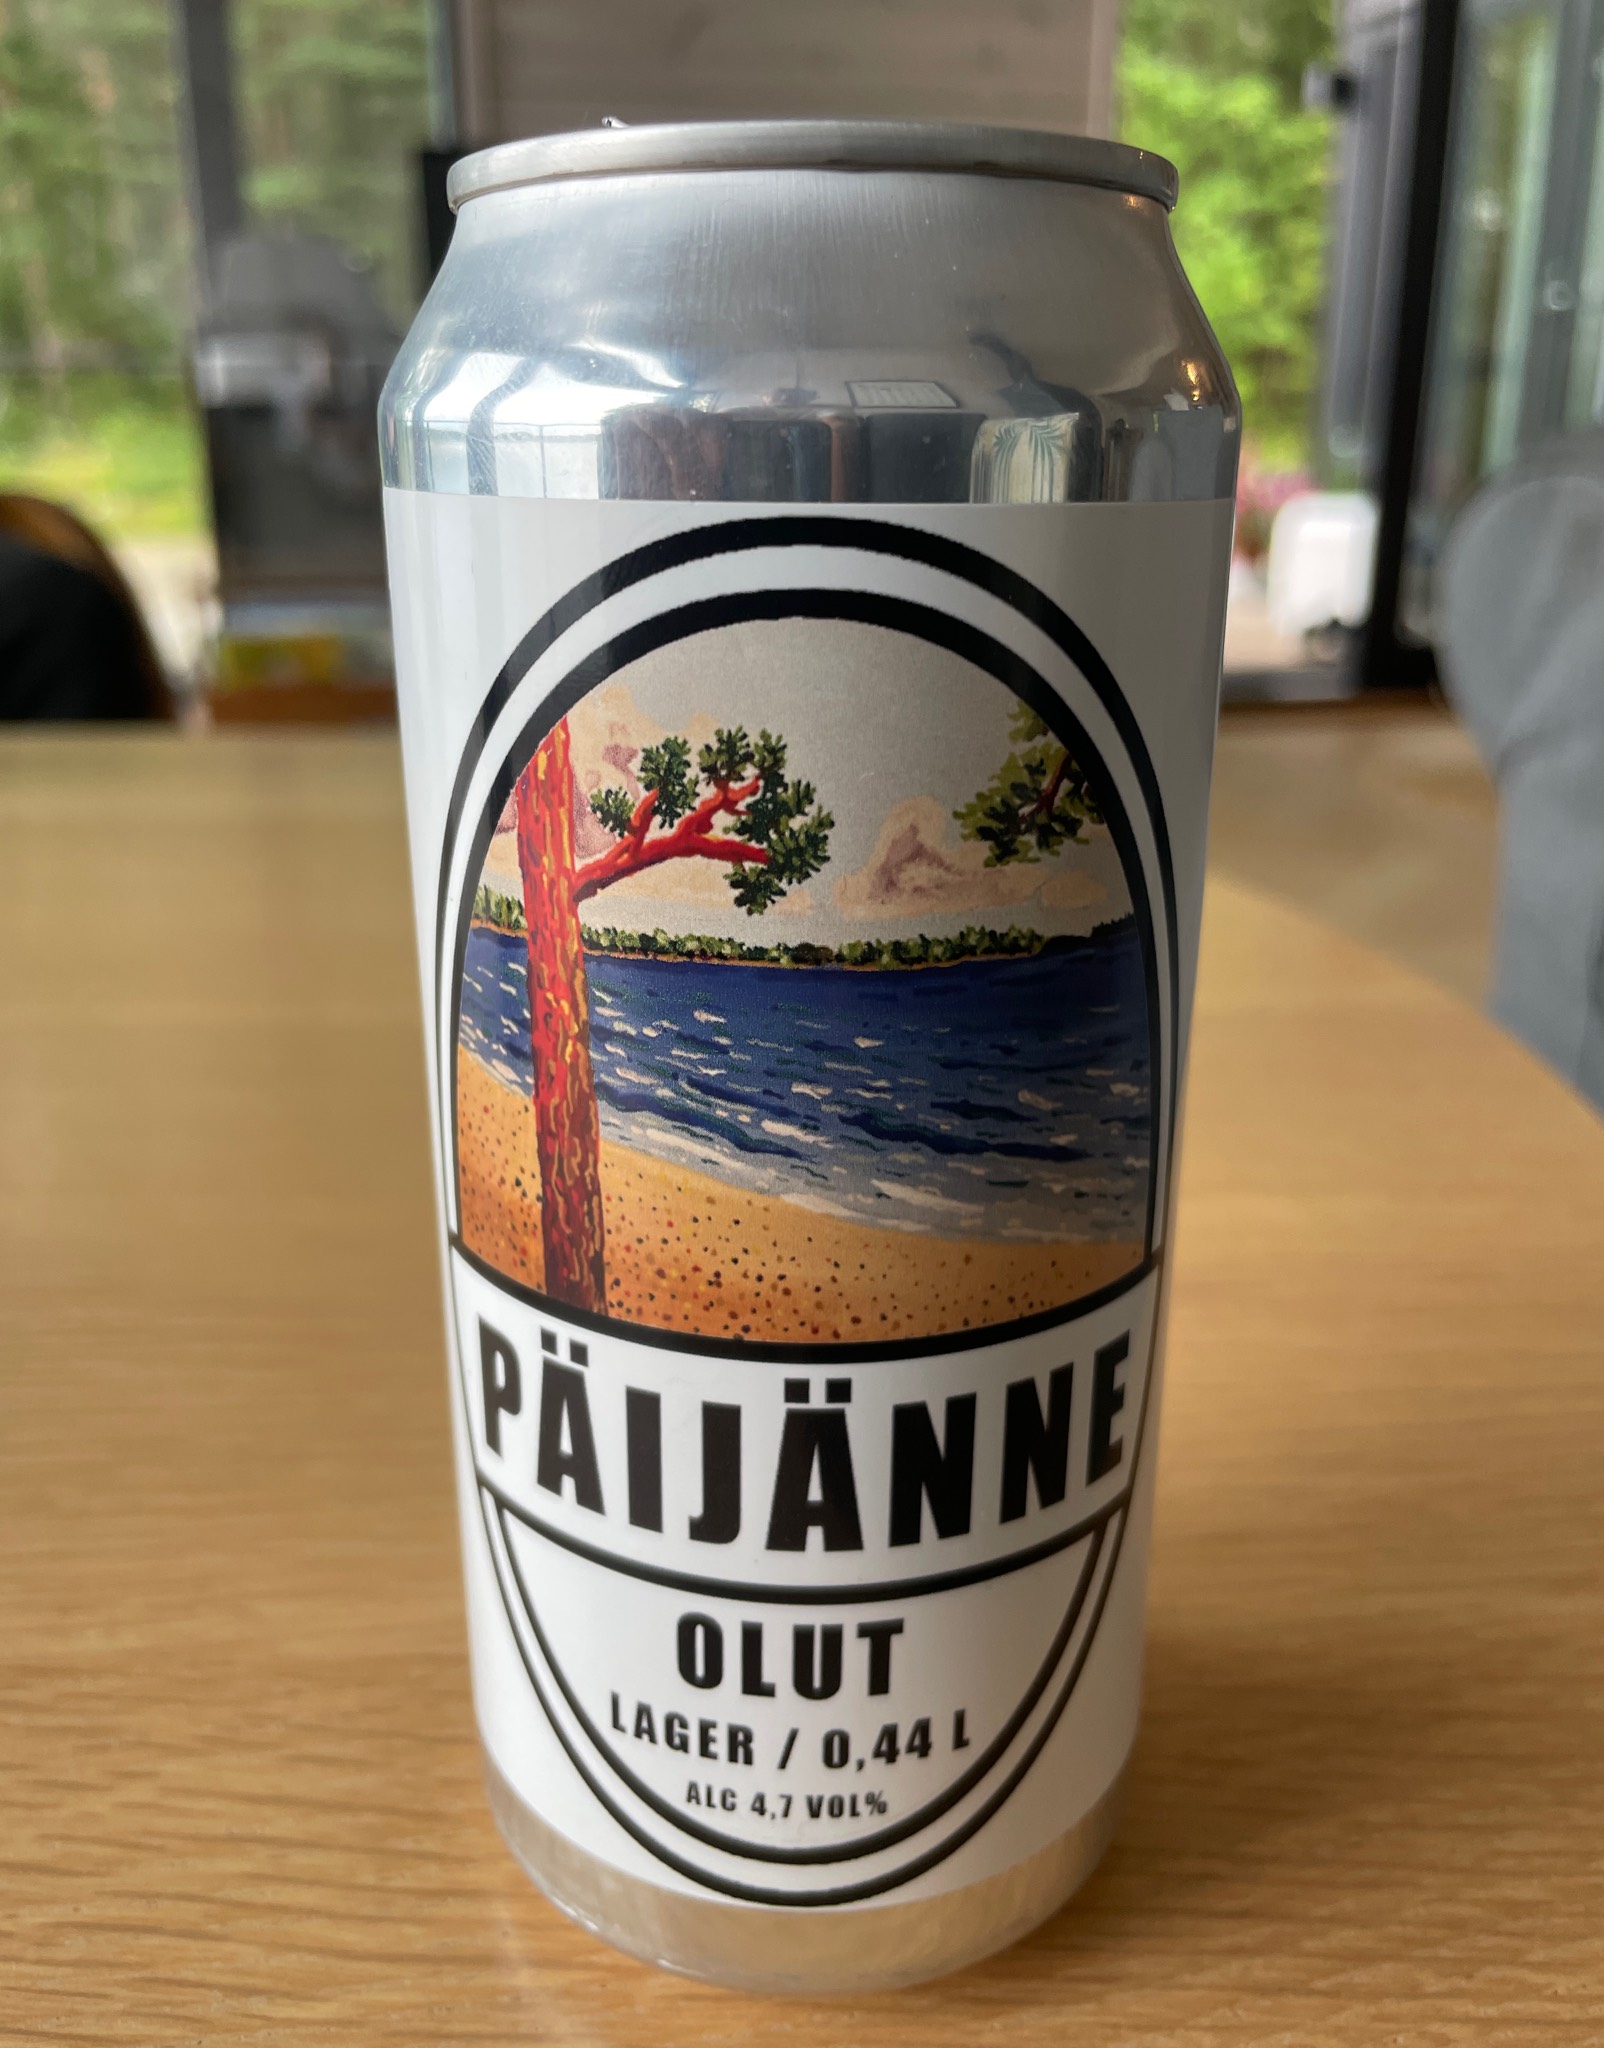 PÄIJÄNNE
OLUT
LAGER / 0,44 L
ALC 4,7 VOL%